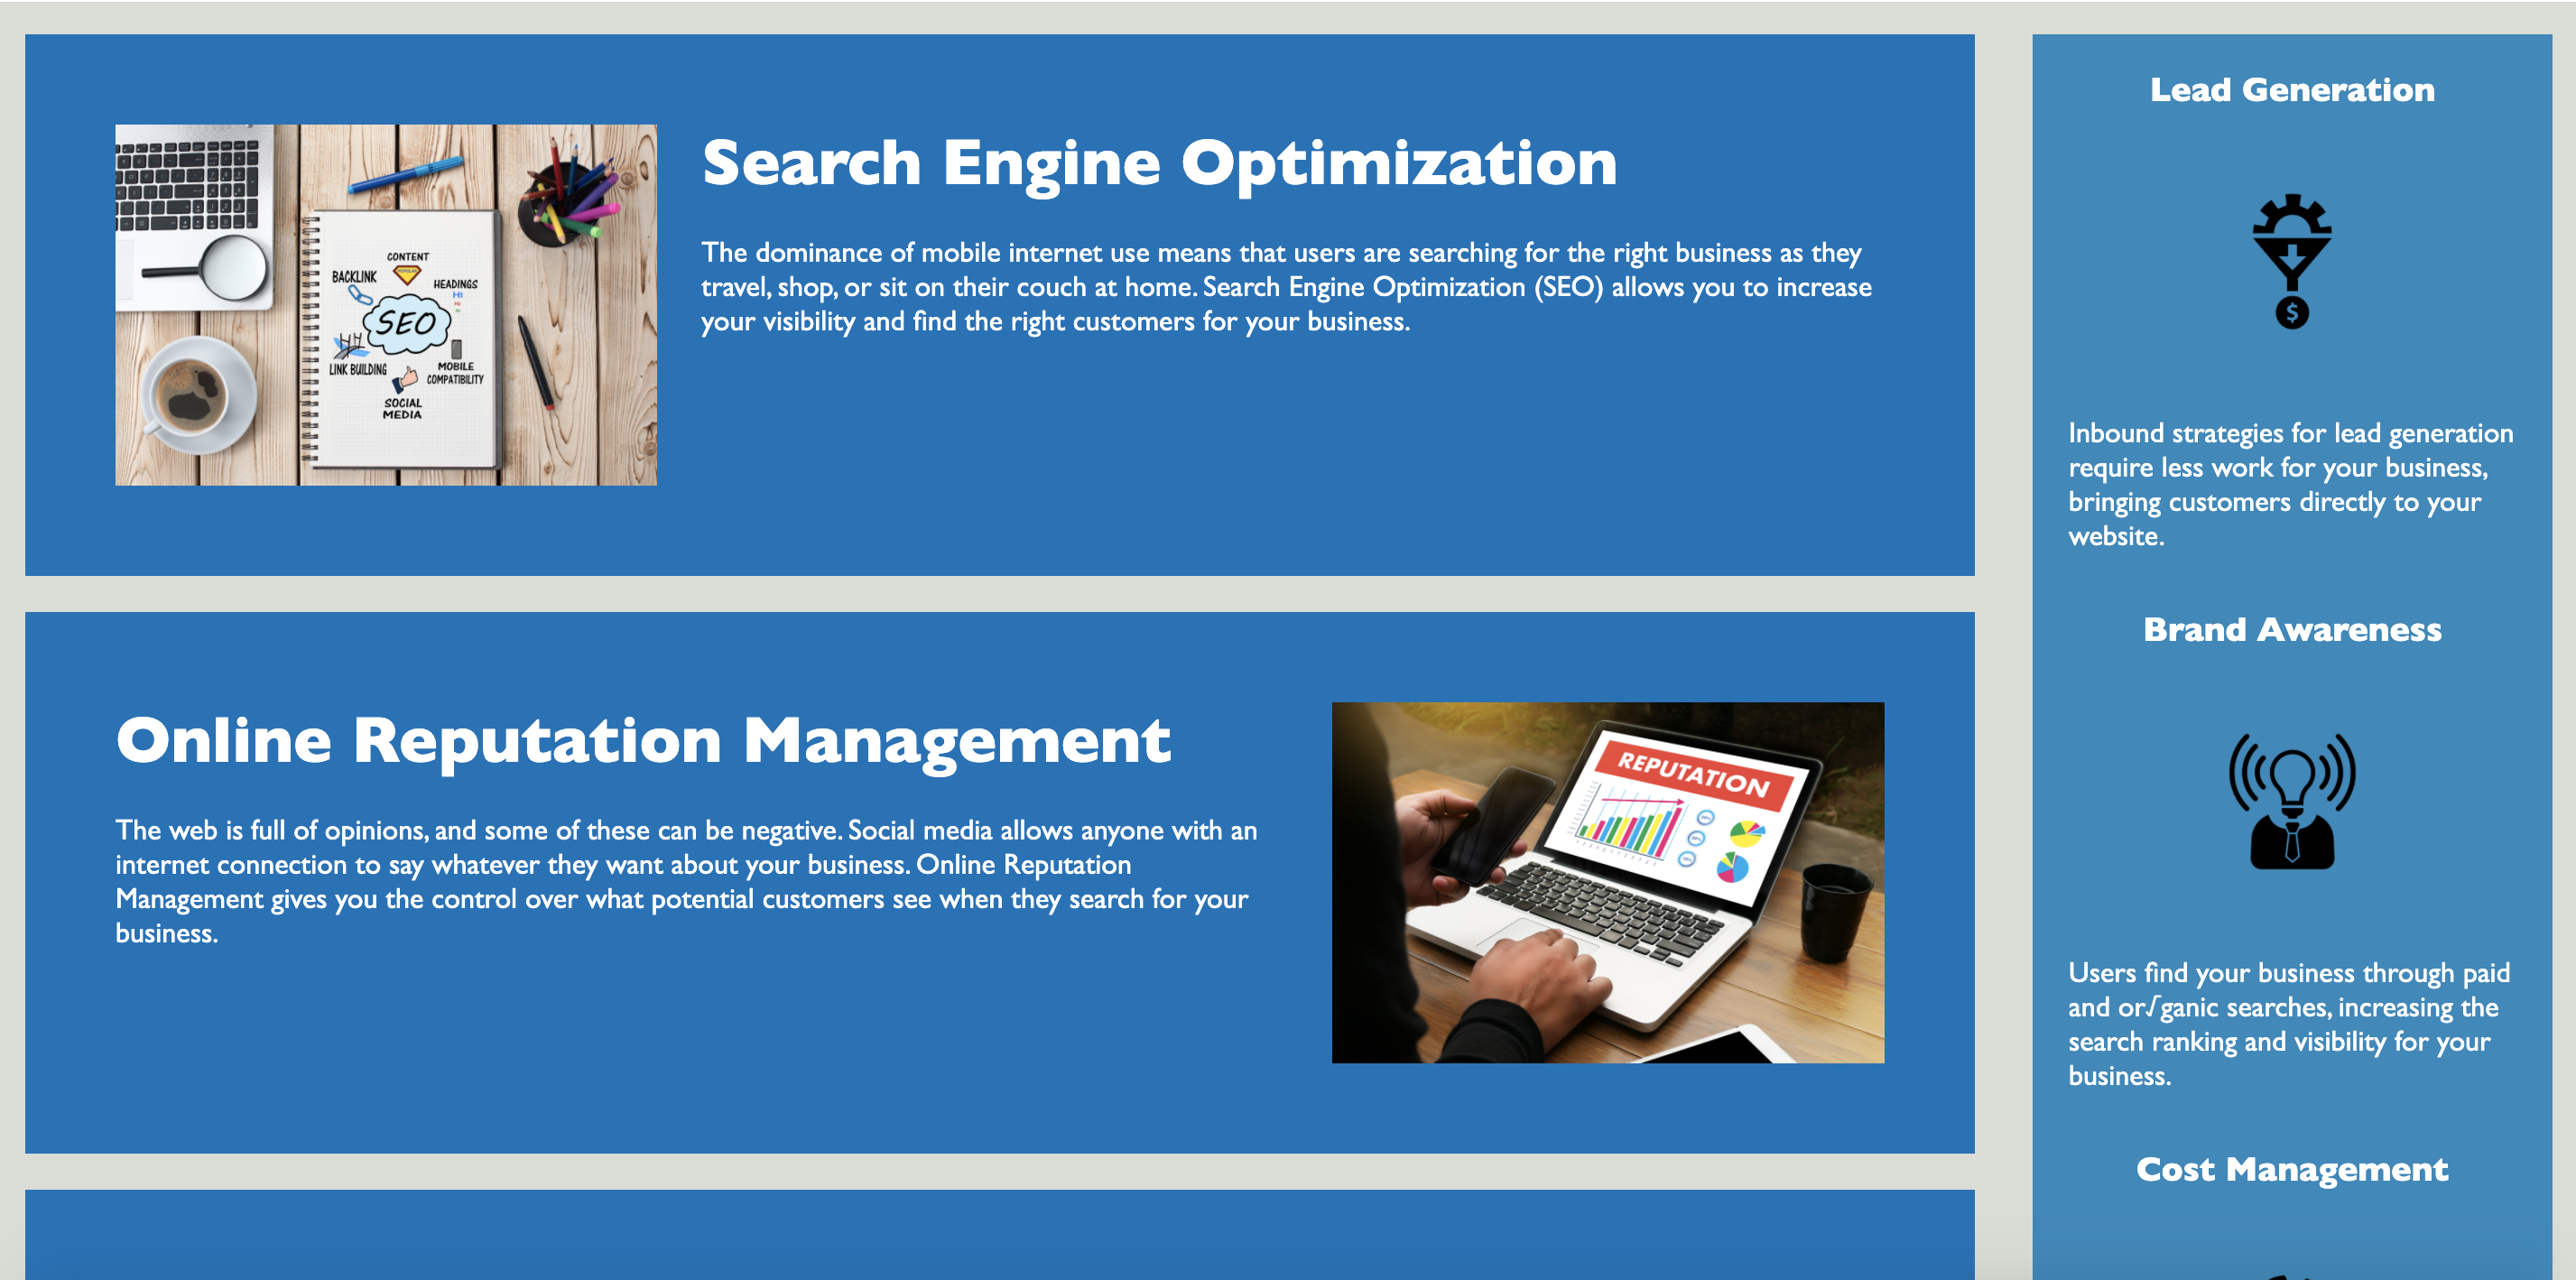 Search Engine Optimization
The dominance of mobile internet use means that users are searching for the right business as they
travel, shop, or sit on their couch at home. Search Engine Optimization (SEO) allows you to increase
your visibility and find the right customers for your business.
CONTENT
BACKLINK
HEADINGS
H1
SEO
LINK BUILDING
MOBILE
COMPATIBILITY
SOCIAL
MEDIA
Online Reputation Management
The web is full of opinions, and some of these can be negative. Social media allows anyone with an
internet connection to say whatever they want about your business. Online Reputation
Management gives you the control over what potential customers see when they search for your
business.
REPUTATION
Lead Generation
$
Inbound strategies for lead generation
require less work for your business,
bringing customers directly to your
website.
Brand Awareness
Users find your business through paid
and or√ganic searches, increasing the
search ranking and visibility for your
business.
Cost Management